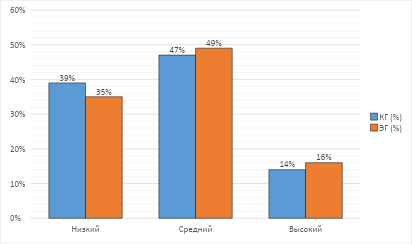 60%
50%
40%
30%
20%
10%
0%
39%
35%
47%
49%
14%
16%
Низкий
Средний
Высокий
КГ (%)
ЭГ (%)